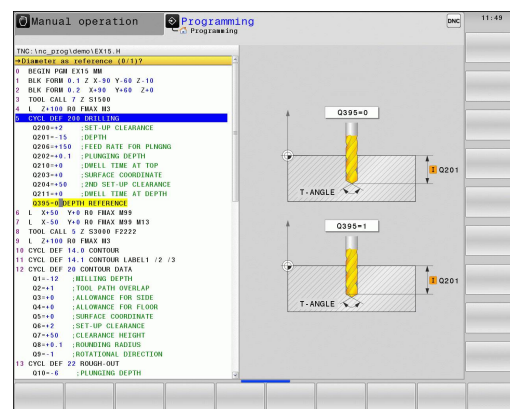 Manual operation
Programming
Programming
DNC
11:49
TNC:\nc_prog\demo\EX15.H
→Diameter as reference (0/1)?
0 BEGIN PGM EX15 MM
1 BLK FORM 0.1 Z X-90 Y-60 Z-10
2 BLK FORM 0.2 X+90 Y+60 Z+0
3 TOOL CALL 7 Z S1500
4 L Z+100 R0 FMAX M3
5 CYCL DEF 200 DRILLING
Q200=+2 ;SET-UP CLEARANCE
Q201=-15 ;DEPTH
Q206=+150 ;FEED RATE FOR PLNGNG
Q202=+0.1 ;PLUNGING DEPTH
Q210=+0 ;DWELL TIME AT TOP
Q203=+0 ;SURFACE COORDINATE
Q204=+50 ;2ND SET-UP CLEARANCE
Q211=+0 ;DWELL TIME AT DEPTH
Q395=0 DEPTH REFERENCE
6 L X+50 Y+0 R0 FMAX M99
7 L X-50 Y+0 R0 FMAX M99 M13
8 TOOL CALL 5 Z S3000 F2222
9 L Z+100 R0 FMAX M3
10 CYCL DEF 14.0 CONTOUR
11 CYCL DEF 14.1 CONTOUR LABEL1 /2 /3
12 CYCL DEF 20 CONTOUR DATA
Q1=-12 ;MILLING DEPTH
Q2=+1 ;TOOL PATH OVERLAP
Q3=+0 ;ALLOWANCE FOR SIDE
Q4=+0 ;ALLOWANCE FOR FLOOR
Q5=+0 ;SURFACE COORDINATE
Q6=+2 ;SET-UP CLEARANCE
Q7=+50 ;CLEARANCE HEIGHT
Q8=+0.1 ;ROUNDING RADIUS
Q9=-1 ;ROTATIONAL DIRECTION
13 CYCL DEF 22 ROUGH-OUT
Q10=-6 ;PLUNGING DEPTH
Q395=0
I Q201
T-ANGLE
Q395=1
I Q201
T-ANGLE